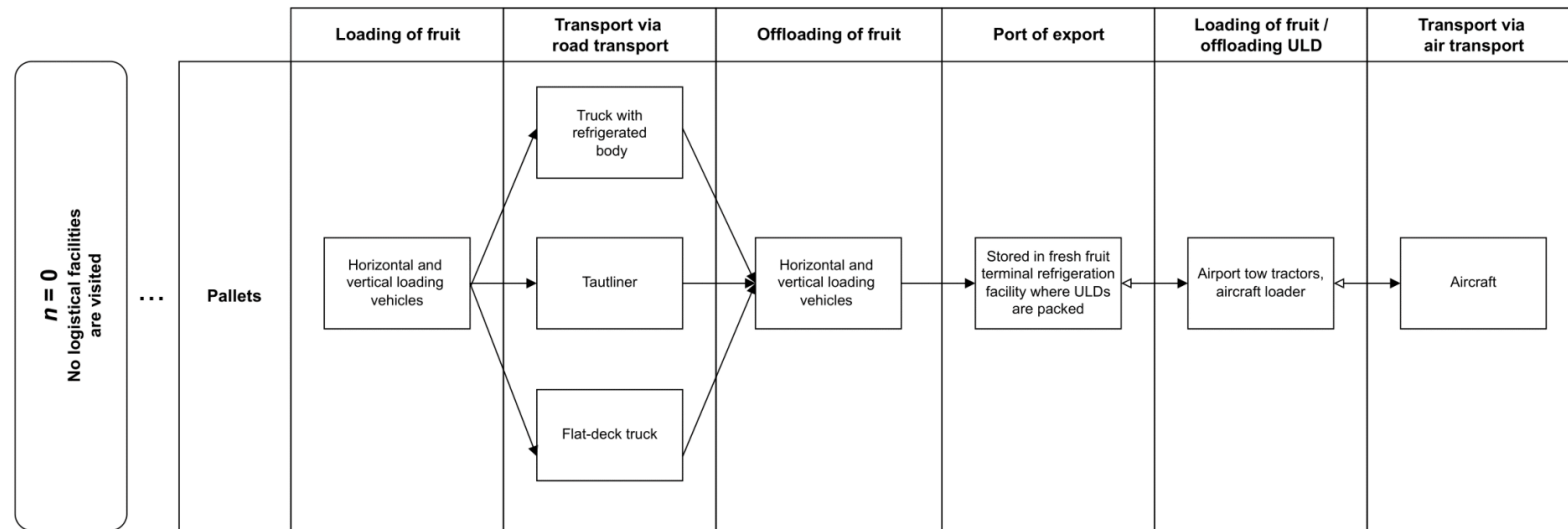 Loading of fruit
Transport via
road transport
Offloading of fruit
Port of export
Loading of fruit /
offloading ULD
Transport via
air transport
n = 0
No logistical facilities
are visited
...
Pallets
Horizontal and
vertical loading
vehicles
Truck with
refrigerated
body
Tautliner
Flat-deck truck
Horizontal and
vertical loading
vehicles
Stored in fresh fruit
terminal refrigeration
facility where ULDs
are packed
Airport tow tractors,
aircraft loader
Aircraft